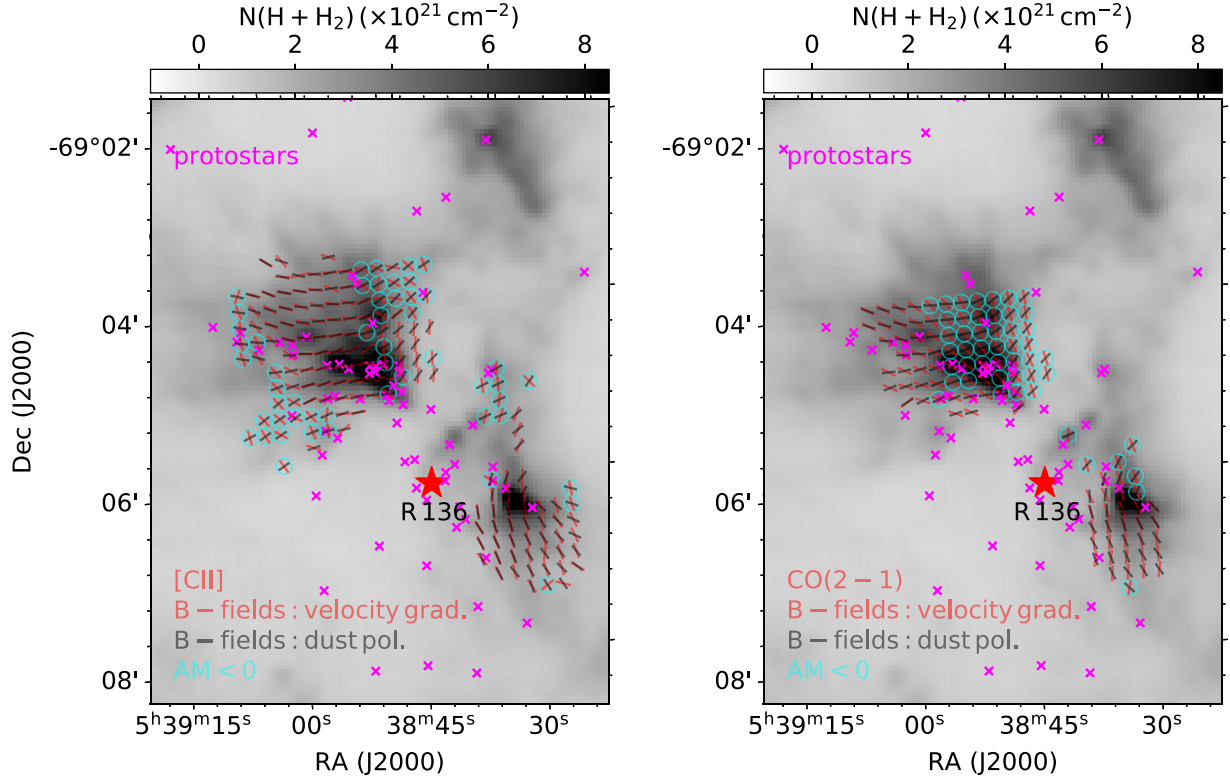 N(H + H₂) (×10²¹ cm⁻²)
0 2 4 6 8
-69°02'
04'
06'
08'
Dec (J2000)
protostars
R 136
[CII]
B − fields : velocity grad.
B − fields : dust pol.
AM < 0
5ʰ39ᵐ15ˢ 00ˢ 38ᵐ45ˢ 30ˢ
RA (J2000)
N(H + H₂) (×10²¹ cm⁻²)
0 2 4 6 8
-69°02'
04'
06'
08'
protostars
R 136
CO(2 − 1)
B − fields : velocity grad.
B − fields : dust pol.
AM < 0
5ʰ39ᵐ15ˢ 00ˢ 38ᵐ45ˢ 30ˢ
RA (J2000)